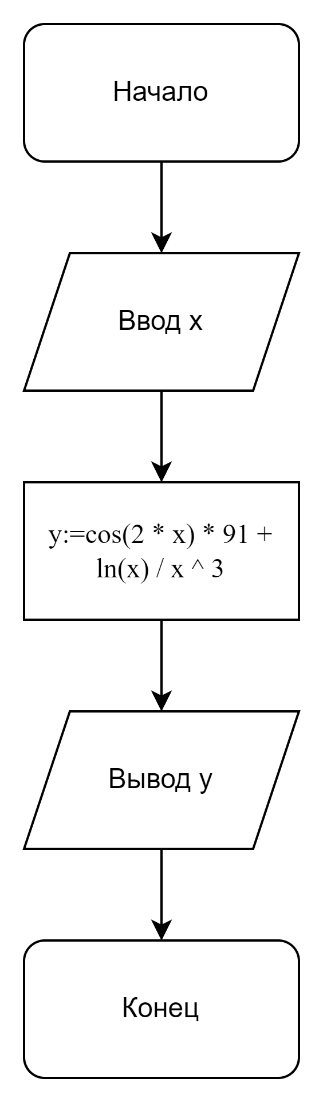 Начало
Ввод x
y:=cos(2 * x) * 91 +
ln(x) / x ^ 3
Вывод y
Конец